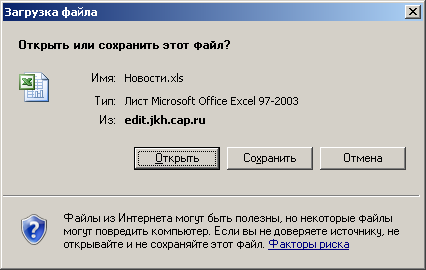 Загрузка файла
Открыть или сохранить этот файл?
Имя: Новости.xls
Тип: Лист Microsoft Office Excel 97-2003
Из: edit.jkh.cap.ru
Открыть Сохранить Отмена
Файлы из Интернета могут быть полезны, но некоторые файлы
могут повредить компьютер. Если вы не доверяете источнику, не
открывайте и не сохраняйте этот файл. Факторы риска